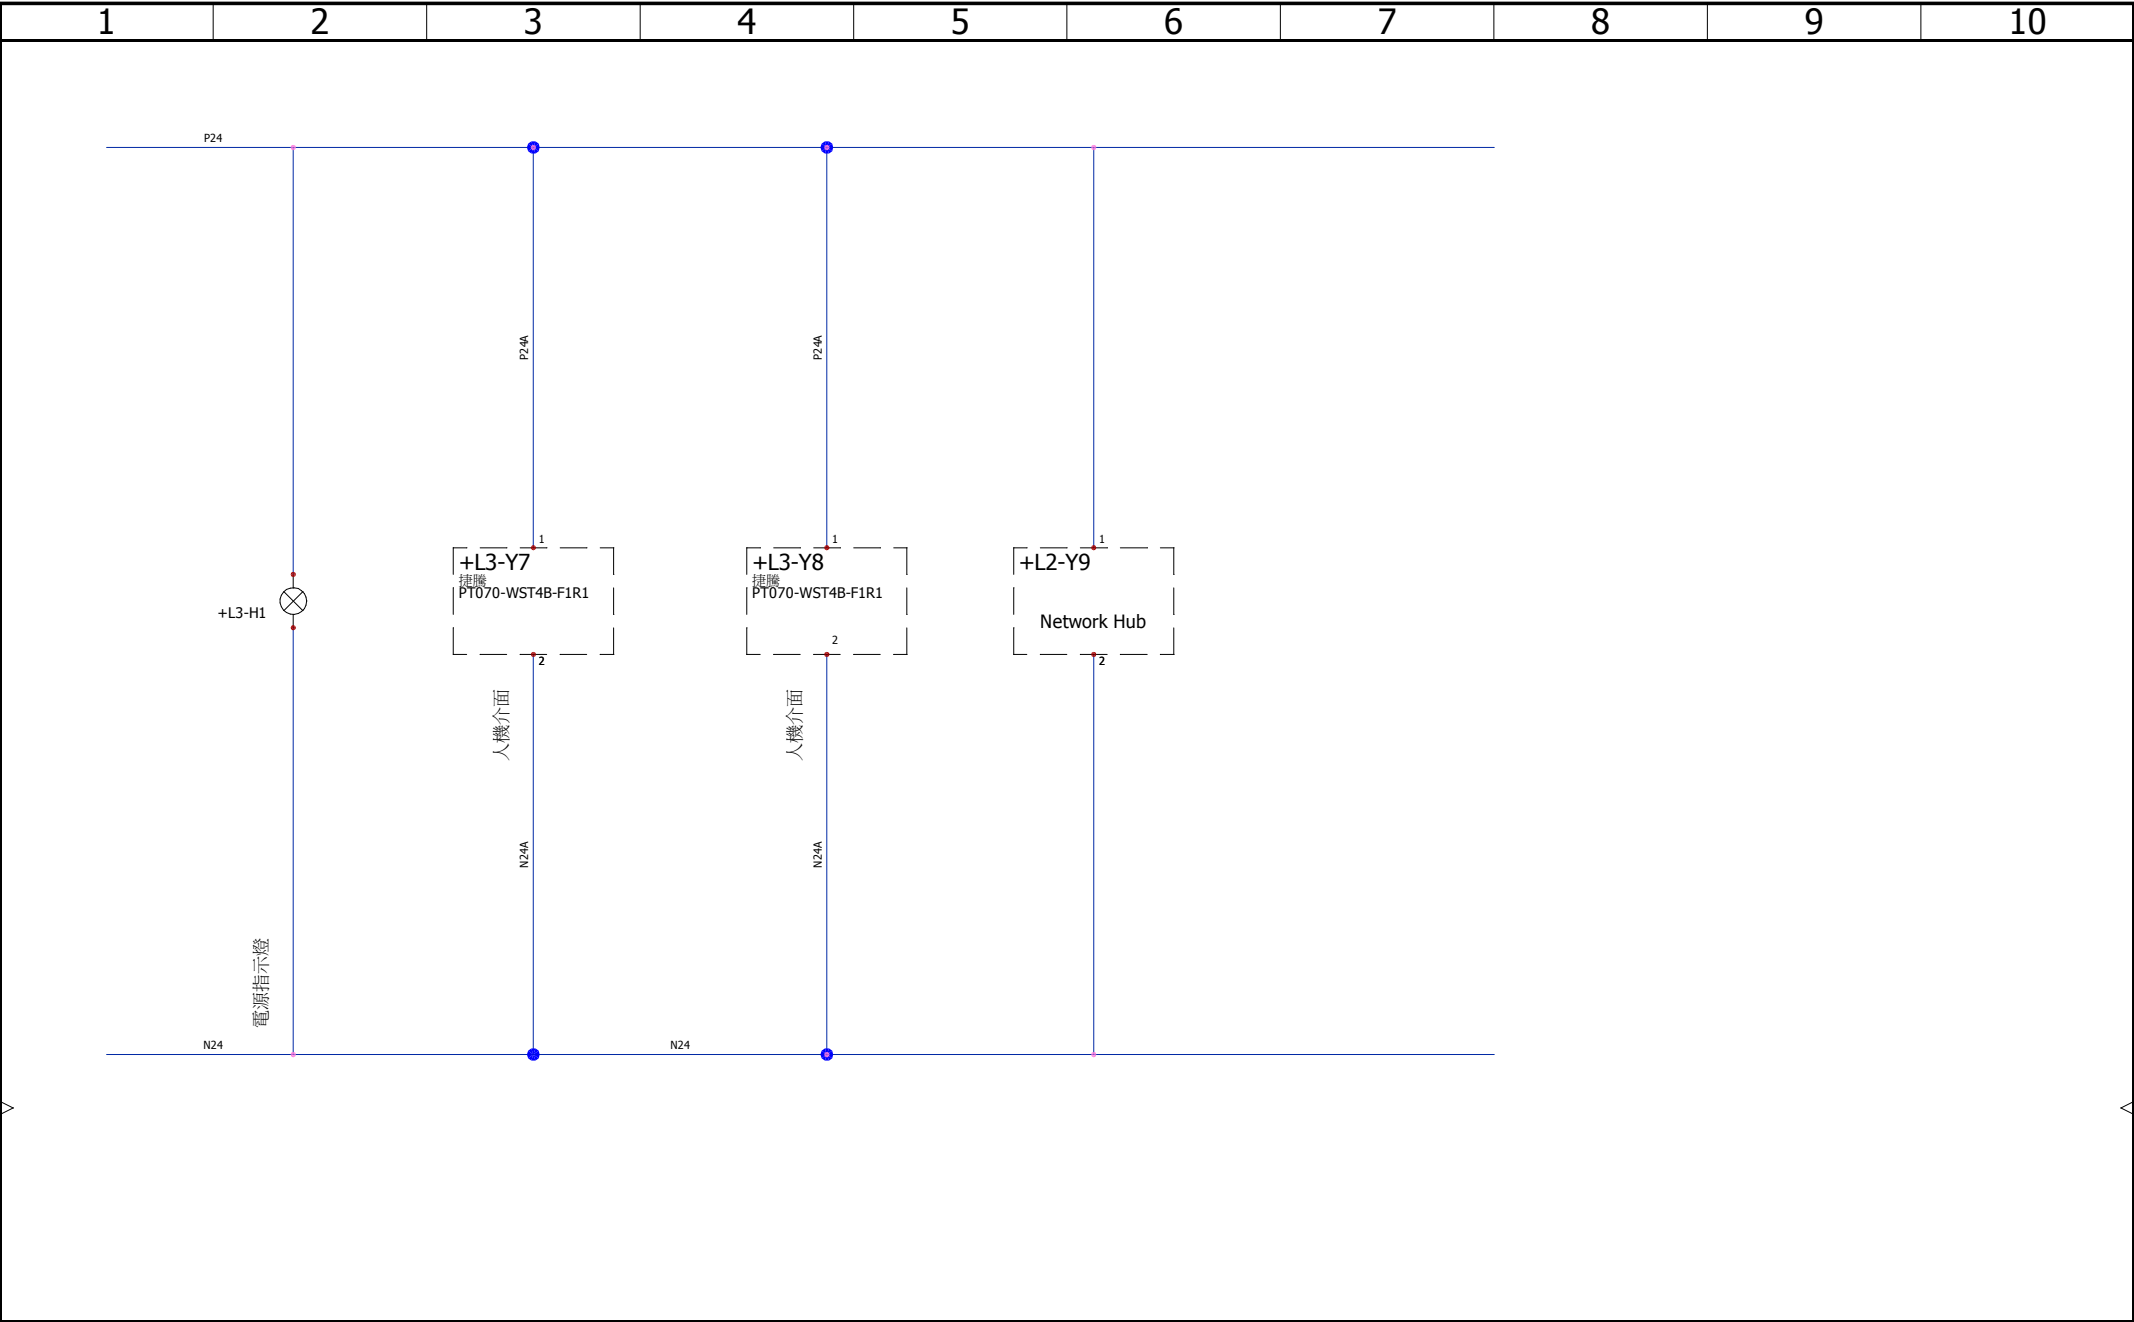 1 2 3 4 5 6 7 8 9 10
P24
P24A
P24A
1
1
1
+L3-Y7
捷騰
PT070-WST4B-F1R1
+L3-Y8
捷騰
PT070-WST4B-F1R1
+L2-Y9
Network Hub
+L3-H1
2
2
2
人機介面
人機介面
N24A
N24A
電源指示燈
N24
N24